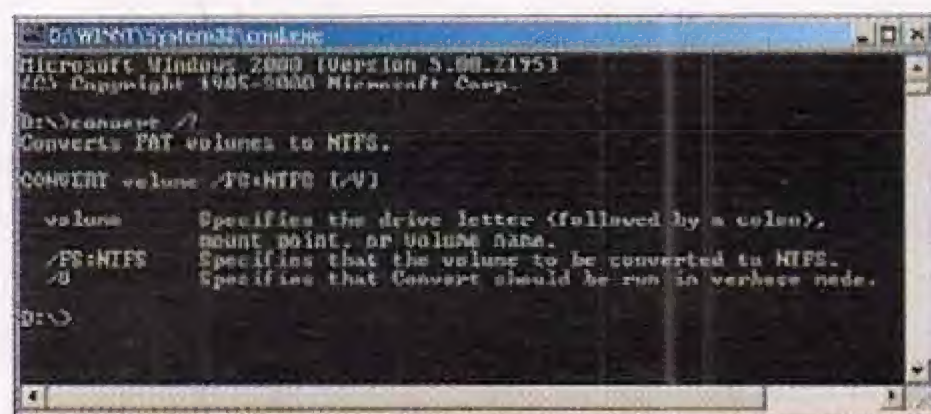 D:\WINNT\System32\cmd.exe
Microsoft Windows 2000 [Version 5.00.2195]
(C) Copyright 1985-2000 Microsoft Corp.
D:\>convert /?
Converts FAT volumes to NTFS.
CONVERT volume /FS:NTFS [/V]
volume Specifies the drive letter (followed by a colon),
mount point, or volume name.
/FS:NTFS Specifies that the volume to be converted to NTFS.
/V Specifies that Convert should be run in verbose mode.
D:\>